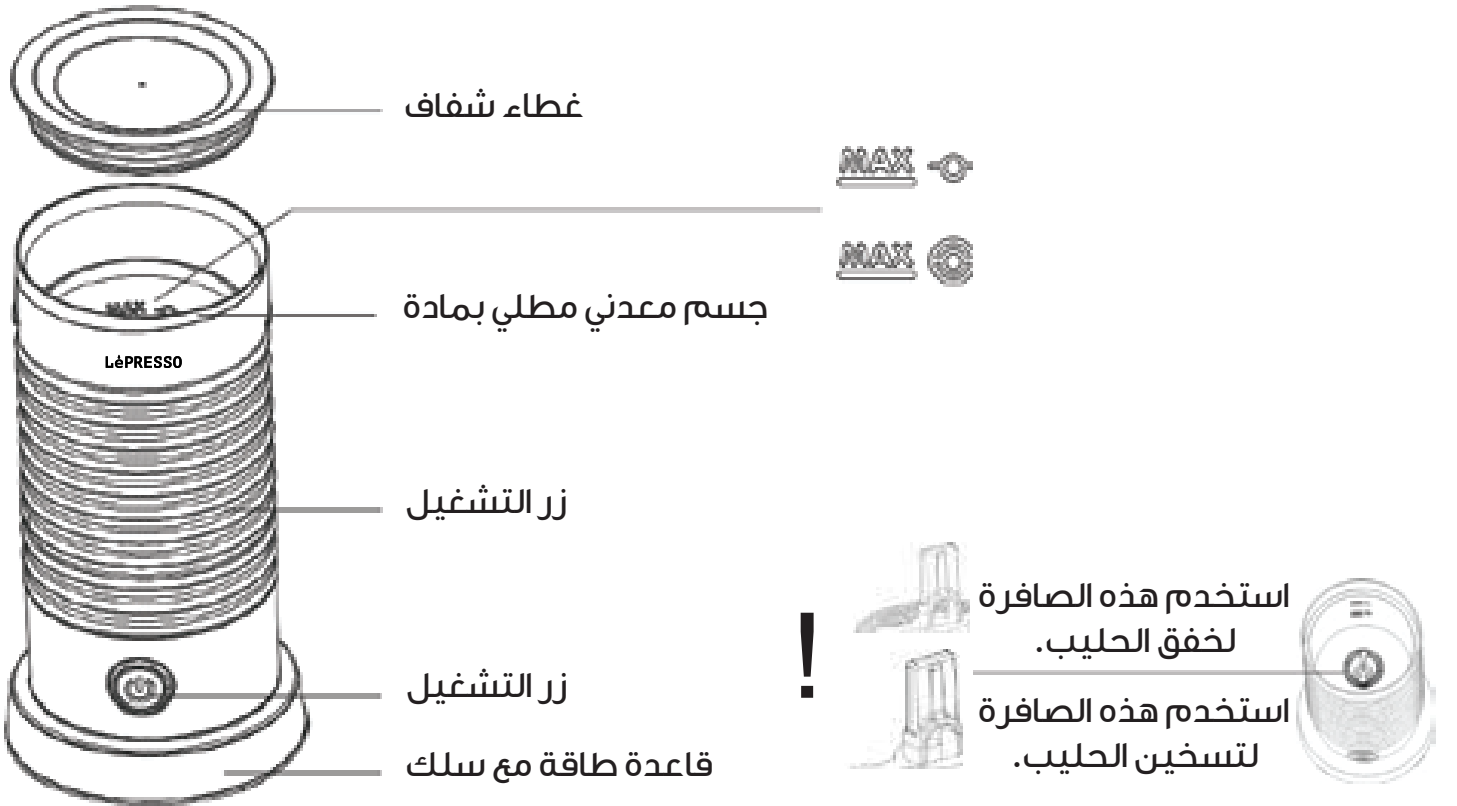 غطاء شفاف
MAX
MAX
MAX
جسم معدني مطلي بمادة
LéPRESSO
زر التشغيل
استخدم هذه الصافرة
لخفق الحليب.
!
زر التشغيل
استخدم هذه الصافرة
لتسخين الحليب.
قاعدة طاقة مع سلك